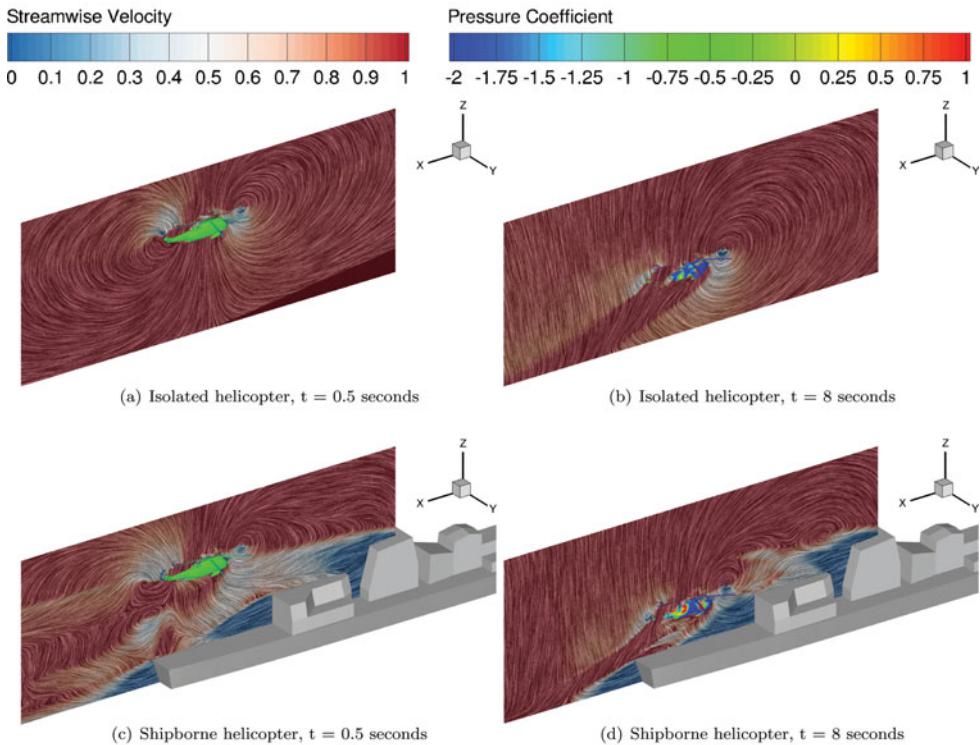 Streamwise Velocity
0 0.1 0.2 0.3 0.4 0.5 0.6 0.7 0.8 0.9 1
Pressure Coefficient
-2 -1.75 -1.5 -1.25 -1 -0.75 -0.5 -0.25 0 0.25 0.5 0.75 1
Z
X
Y
Z
X
Y
(a) Isolated helicopter, t = 0.5 seconds
(b) Isolated helicopter, t = 8 seconds
Z
X
Y
Z
X
Y
(c) Shipborne helicopter, t = 0.5 seconds
(d) Shipborne helicopter, t = 8 seconds